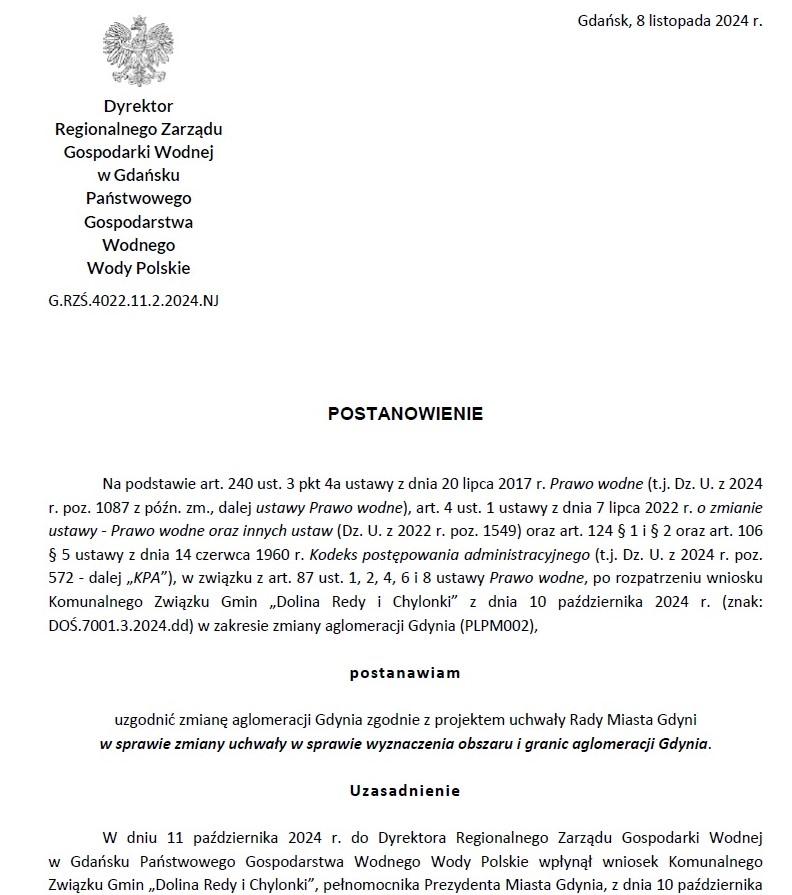 Gdańsk, 8 listopada 2024 r.
Dyrektor
Regionalnego Zarządu
Gospodarki Wodnej
w Gdańsku
Państwowego
Gospodarstwa
Wodnego
Wody Polskie
G.RZŚ.4022.11.2.2024.NJ
POSTANOWIENIE
Na podstawie art. 240 ust. 3 pkt 4a ustawy z dnia 20 lipca 2017 r. Prawo wodne (t.j. Dz. U. z 2024
r. poz. 1087 z późn. zm., dalej ustawy Prawo wodne), art. 4 ust. 1 ustawy z dnia 7 lipca 2022 r. o zmianie
ustawy - Prawo wodne oraz innych ustaw (Dz. U. z 2022 r. poz. 1549) oraz art. 124 § 1 i § 2 oraz art. 106
§ 5 ustawy z dnia 14 czerwca 1960 r. Kodeks postępowania administracyjnego (t.j. Dz. U. z 2024 r. poz.
572 - dalej „KPA”), w związku z art. 87 ust. 1, 2, 4, 6 i 8 ustawy Prawo wodne, po rozpatrzeniu wniosku
Komunalnego Związku Gmin „Dolina Redy i Chylonki” z dnia 10 października 2024 r. (znak:
DOŚ.7001.3.2024.dd) w zakresie zmiany aglomeracji Gdynia (PLPM002),
postanawiam
uzgodnić zmianę aglomeracji Gdynia zgodnie z projektem uchwały Rady Miasta Gdyni
w sprawie zmiany uchwały w sprawie wyznaczenia obszaru i granic aglomeracji Gdynia.
Uzasadnienie
W dniu 11 października 2024 r. do Dyrektora Regionalnego Zarządu Gospodarki Wodnej
w Gdańsku Państwowego Gospodarstwa Wodnego Wody Polskie wpłynął wniosek Komunalnego
Związku Gmin „Dolina Redy i Chylonki”, pełnomocnika Prezydenta Miasta Gdynia, z dnia 10 października